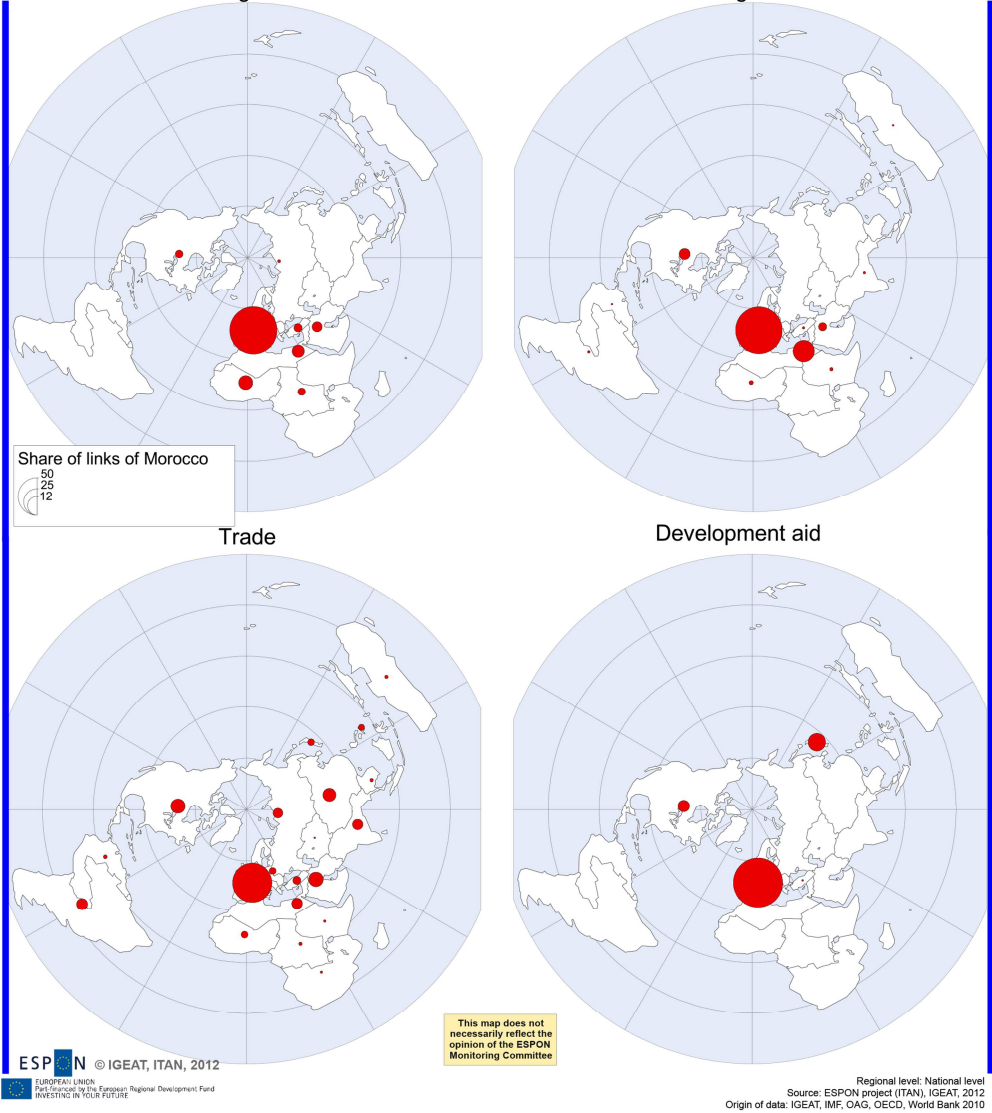 Share of links of Morocco
50
25
12
Trade
Development aid
This map does not
necessarily reflect the
opinion of the ESPON
Monitoring Committee
ESPON © IGEAT, ITAN, 2012
EUROPEAN UNION
Part-financed by the European Regional Development Fund
INVESTING IN YOUR FUTURE
Regional level: National level
Source: ESPON project (ITAN), IGEAT, 2012
Origin of data: IGEAT, IMF, OAG, OECD, World Bank 2010